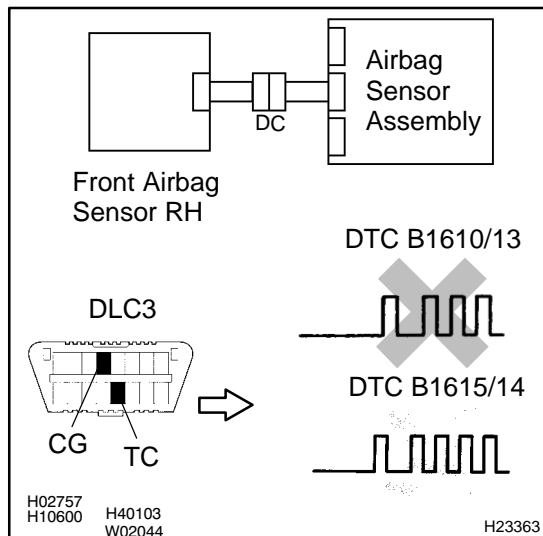 Airbag
Sensor
Assembly
D C
Front Airbag
Sensor RH
DTC B1610/13
DLC3
DTC B1615/14
CG
TC
H02757
H10600
H40103
W02044
H23363